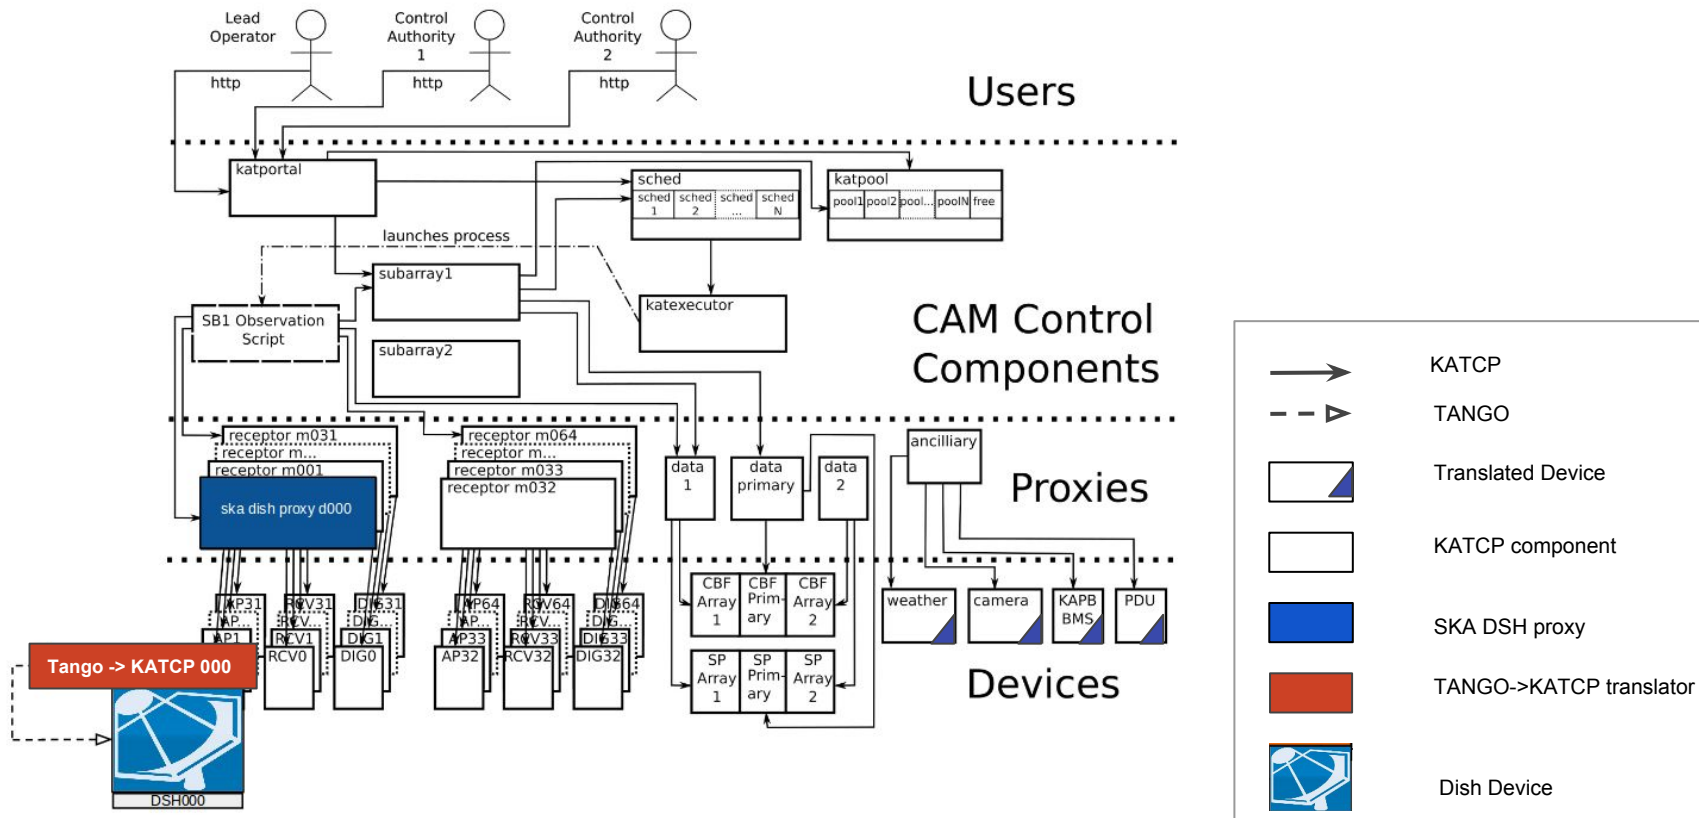 Lead
Operator
Control
Authority
1
Control
Authority
2
http
http
http
Users
katportal
sched
sched
1
sched
2
sched
...
sched
N
katpool
pool1
pool2
pool...
poolN
free
launches process
subarray1
katexecutor
SB1 Observation
Script
subarray2
CAM Control
Components
receptor m031
receptor m...
receptor m001
ska dish proxy d000
receptor m064
receptor m...
receptor m033
receptor m032
data
1
data
primary
data
2
ancilliary
Proxies
AP31
AP...
AP1
RCV31
RCV...
RCV1
RCV0
DIG31
DIG...
DIG1
DIG0
AP64
AP...
AP33
AP32
RCV64
RCV...
RCV33
RCV32
DIG64
DIG...
DIG33
DIG32
CBF
Array
1
CBF
Prim-
ary
CBF
Array
2
SP
Array
1
SP
Prim-
ary
SP
Array
2
weather
camera
KAPB
BMS
PDU
Devices
Tango -> KATCP 000
DSH000
KATCP
TANGO
Translated Device
KATCP component
SKA DSH proxy
TANGO->KATCP translator
Dish Device